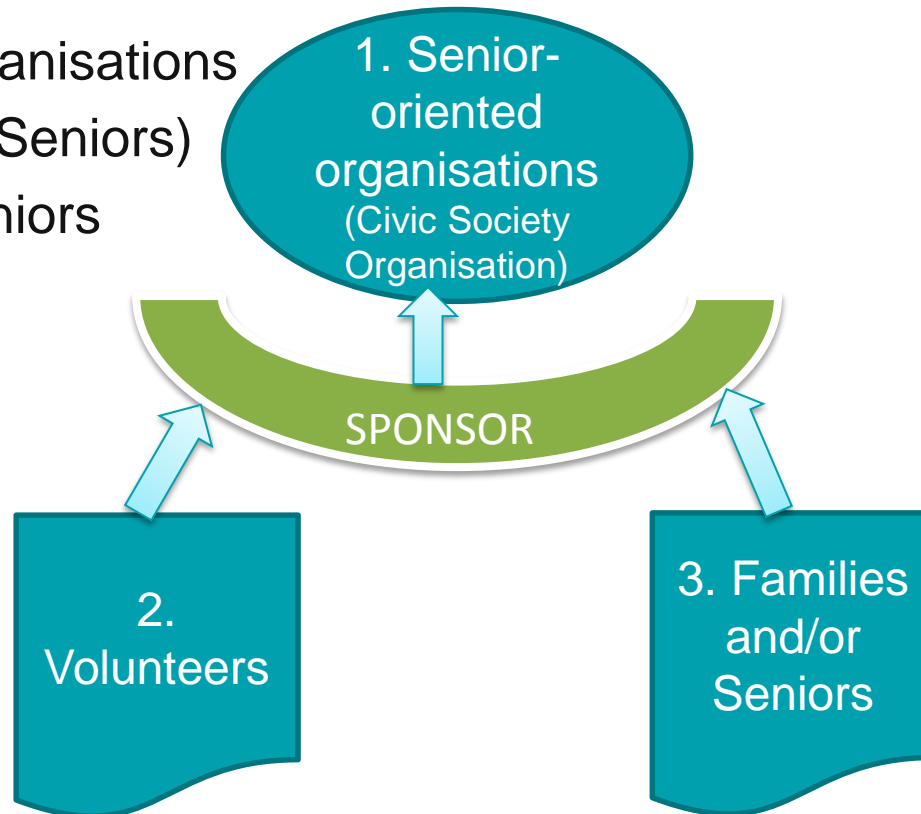 anisations
Seniors)
niors
1. Senior-
oriented
organisations
(Civic Society
Organisation)
SPONSOR
2.
Volunteers
3. Families
and/or
Seniors